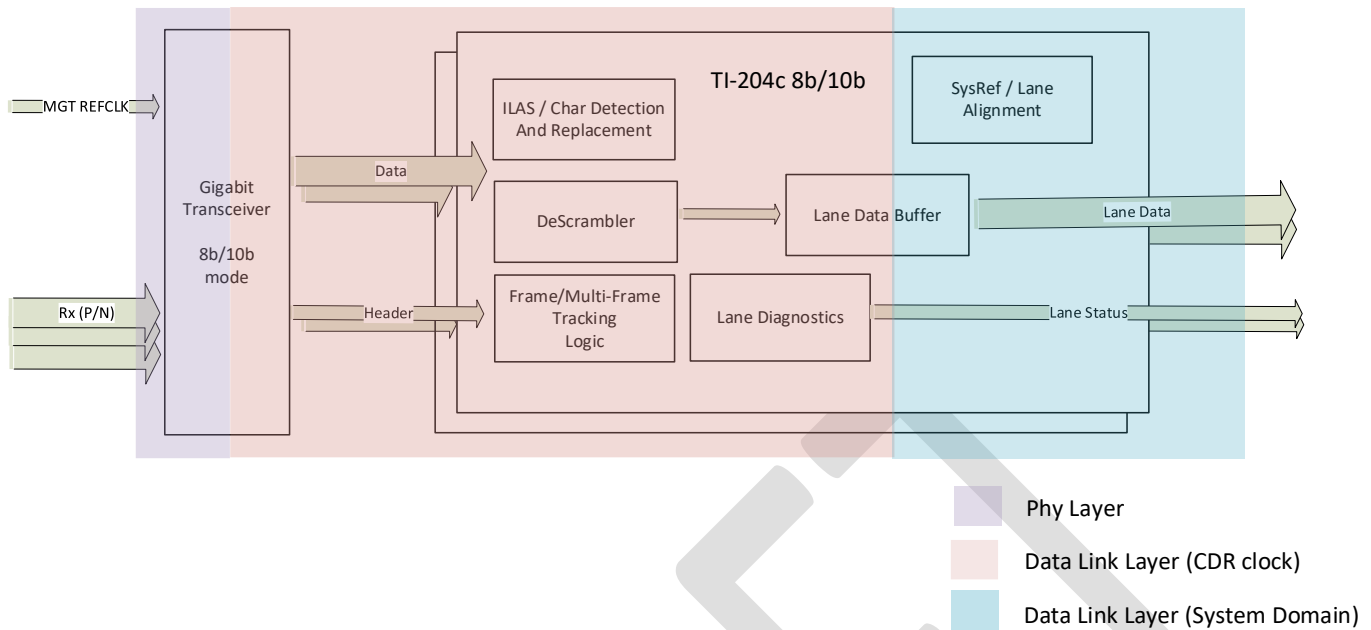 TI-204c 8b/10b
MGT REFCLK
Gigabit
Transceiver
8b/10b
mode
Rx (P/N)
Data
Header
ILAS / Char Detection
And Replacement
DeScrambler
Frame/Multi-Frame
Tracking
Logic
Lane Data Buffer
Lane Diagnostics
SysRef / Lane
Alignment
Lane Data
Lane Status
Phy Layer
Data Link Layer (CDR clock)
Data Link Layer (System Domain)